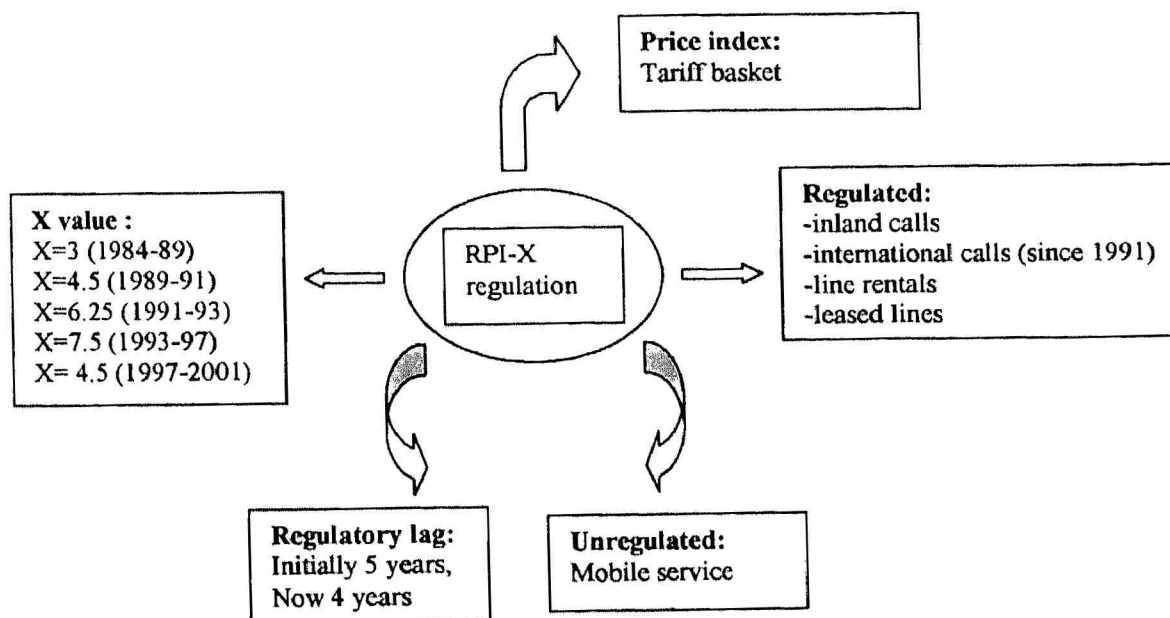 Price index:
Tariff basket
X value :
X=3 (1984-89)
X=4.5 (1989-91)
X=6.25 (1991-93)
X=7.5 (1993-97)
X= 4.5 (1997-2001)
RPI-X
regulation
Regulated:
-inland calls
-international calls (since 1991)
-line rentals
-leased lines
Regulatory lag:
Initially 5 years,
Now 4 years
Unregulated:
Mobile service